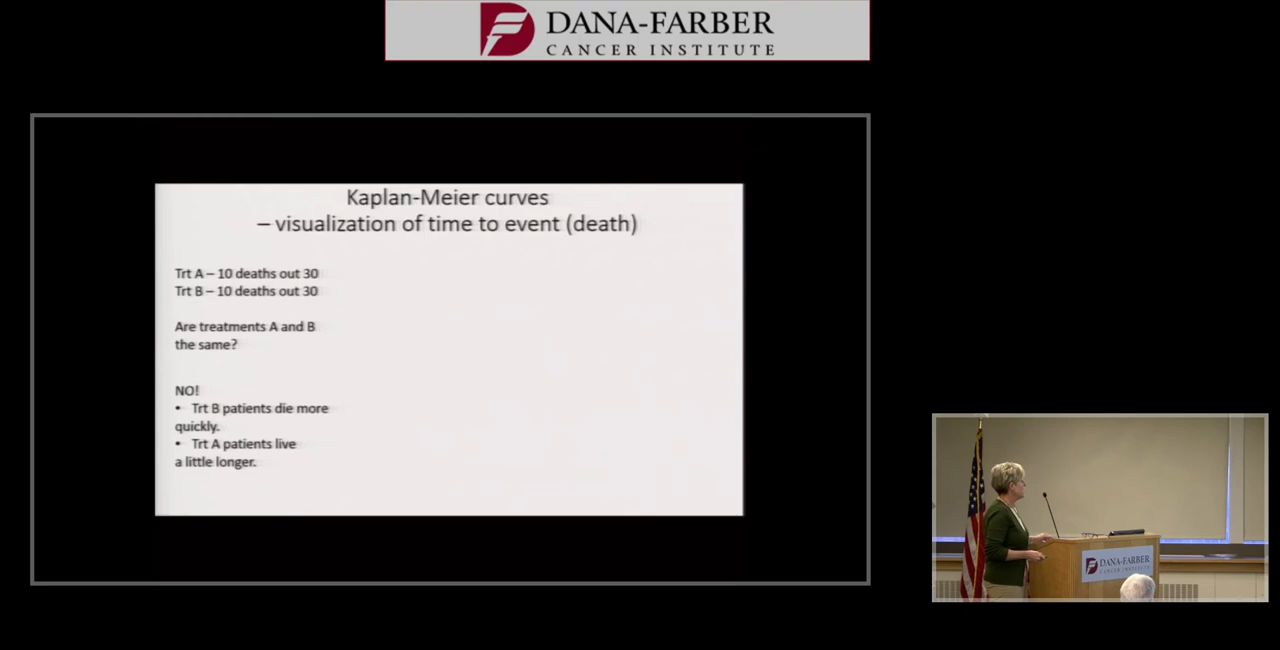 DANA-FARBER
CANCER INSTITUTE
Kaplan-Meier curves
– visualization of time to event (death)
Trt A – 10 deaths out 30
Trt B – 10 deaths out 30
Are treatments A and B
the same?
NO!
• Trt B patients die more
quickly.
• Trt A patients live
a little longer.
DANA-FARBER
CANCER INSTITUTE